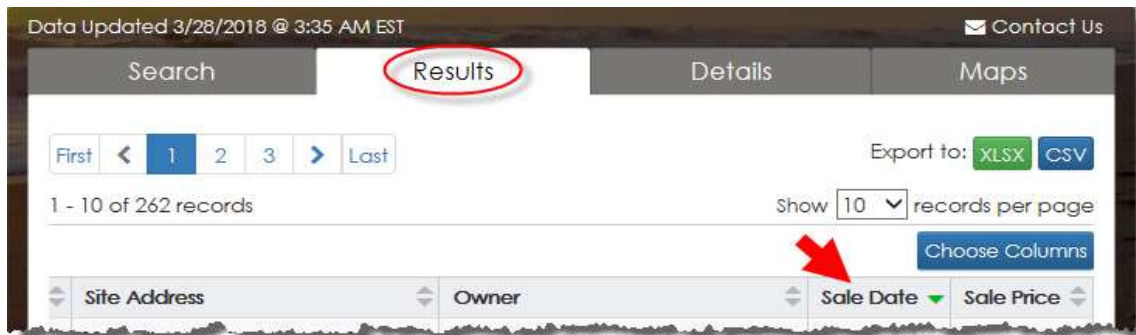 Data Updated 3/28/2018 @ 3:35 AM EST Contact Us
Search Results Details Maps
First 1 2 3 Last Export to: XLSX CSV
1 - 10 of 262 records Show 10 records per page
Choose Columns
Site Address Owner Sale Date Sale Price